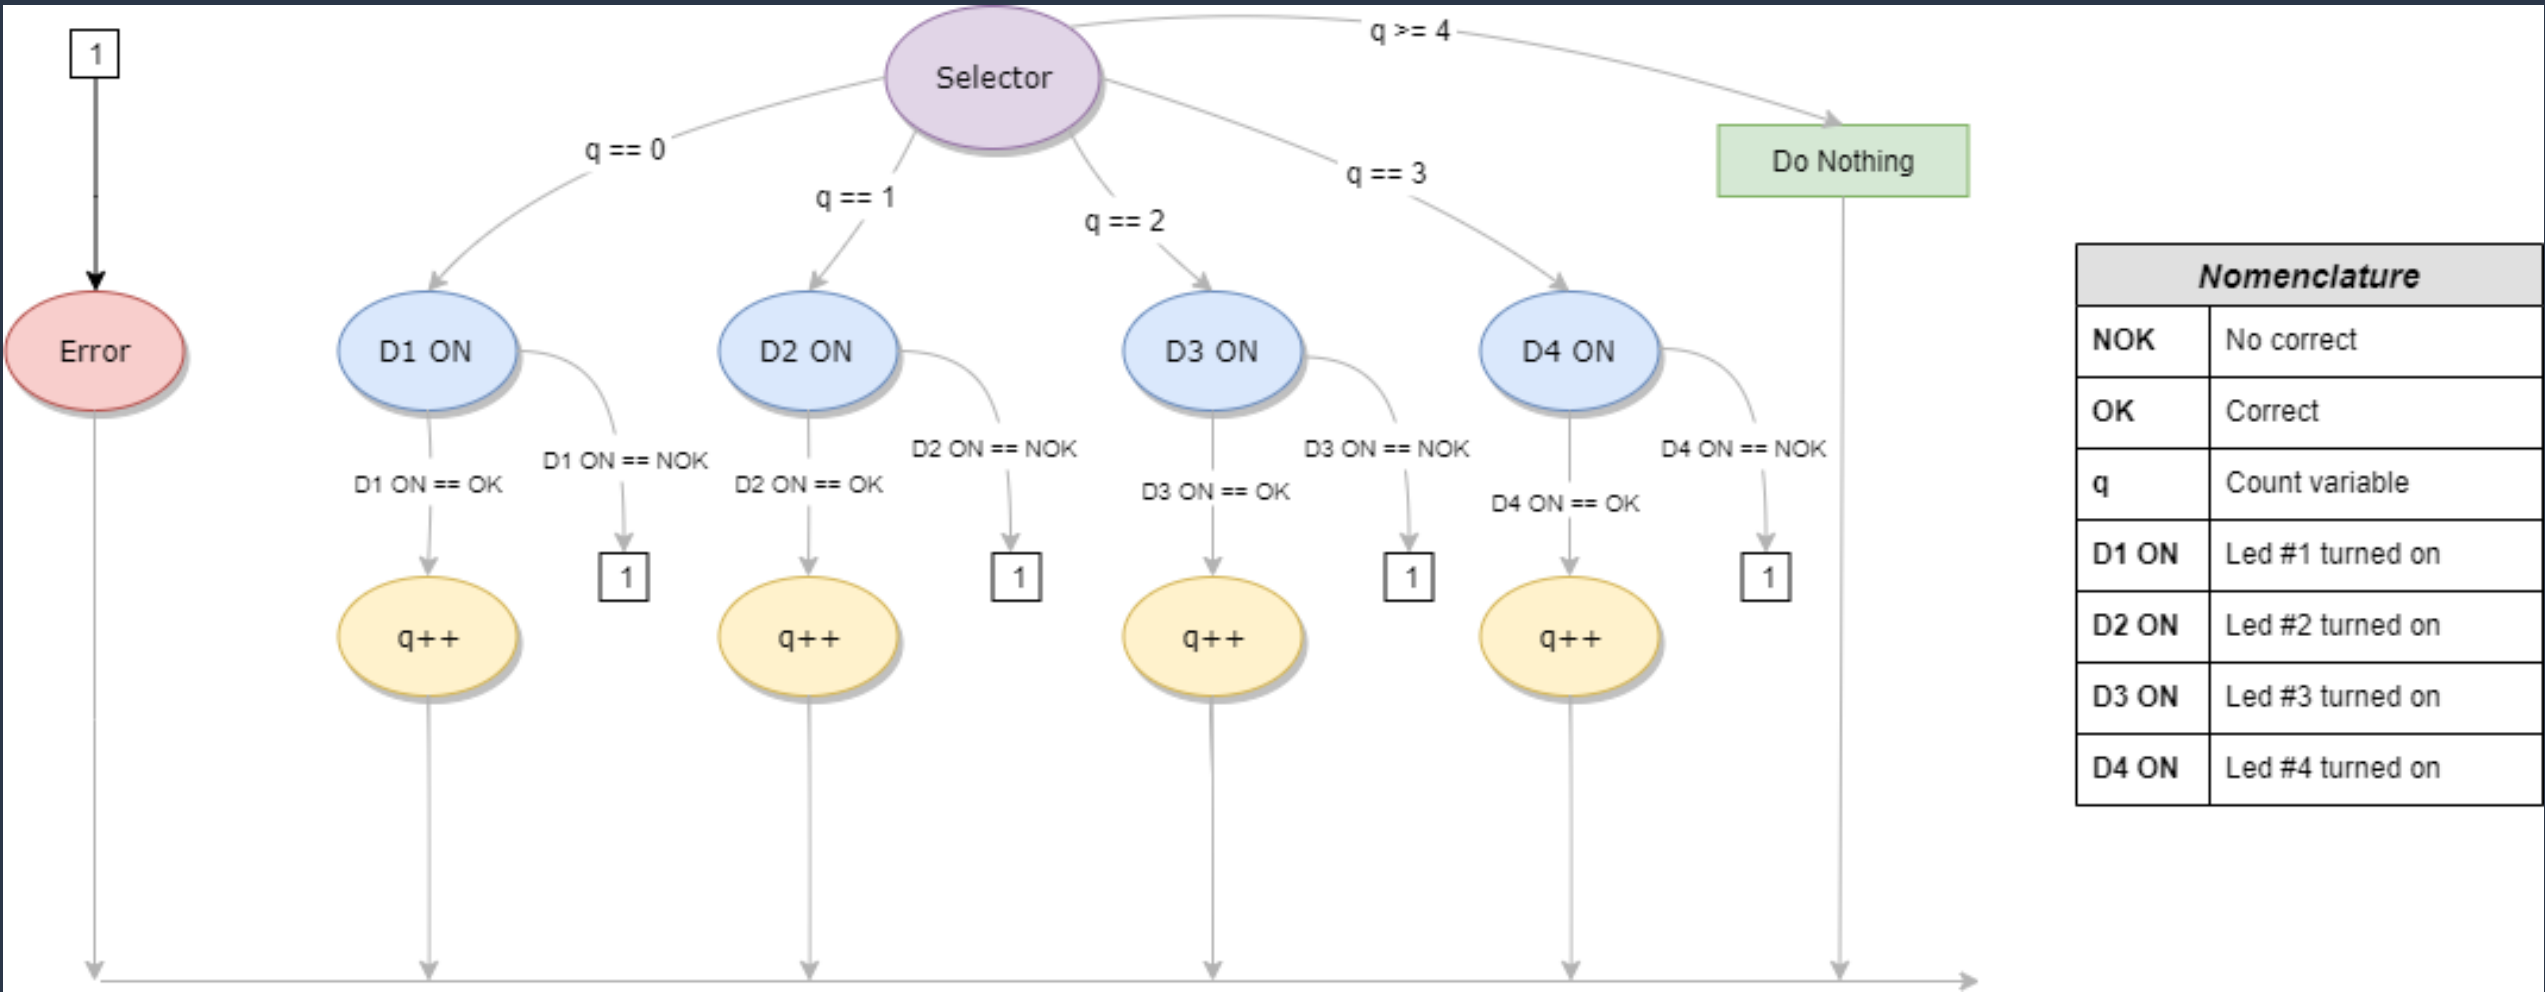 1
Selector
q >= 4
q == 0
q == 1
q == 2
q == 3
Do Nothing
Error
D1 ON
D2 ON
D3 ON
D4 ON
D1 ON == OK
D1 ON == NOK
D2 ON == OK
D2 ON == NOK
D3 ON == OK
D3 ON == NOK
D4 ON == OK
D4 ON == NOK
1
1
1
1
q++
q++
q++
q++
Nomenclature
NOK No correct
OK Correct
q Count variable
D1 ON Led #1 turned on
D2 ON Led #2 turned on
D3 ON Led #3 turned on
D4 ON Led #4 turned on